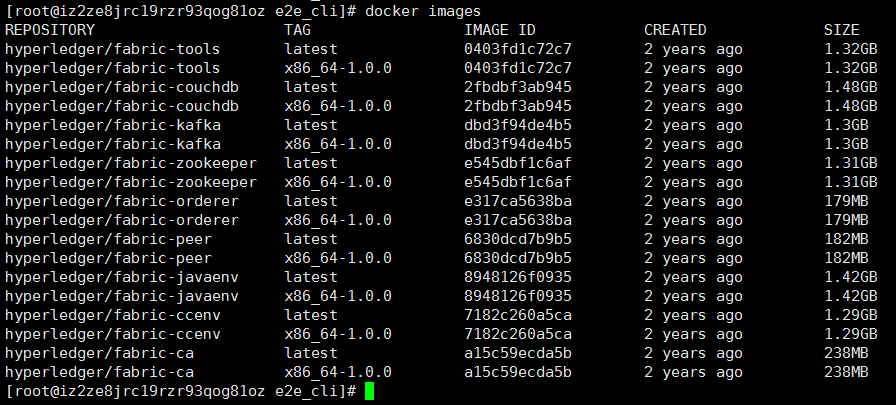 [root@iz2ze8jrc19rzr93qog81oz e2e_cli]# docker images
REPOSITORY TAG IMAGE ID CREATED SIZE
hyperledger/fabric-tools latest 0403fd1c72c7 2 years ago 1.32GB
hyperledger/fabric-tools x86_64-1.0.0 0403fd1c72c7 2 years ago 1.32GB
hyperledger/fabric-couchdb latest 2fbdbf3ab945 2 years ago 1.48GB
hyperledger/fabric-couchdb x86_64-1.0.0 2fbdbf3ab945 2 years ago 1.48GB
hyperledger/fabric-kafka latest dbd3f94de4b5 2 years ago 1.3GB
hyperledger/fabric-kafka x86_64-1.0.0 dbd3f94de4b5 2 years ago 1.3GB
hyperledger/fabric-zookeeper latest e545dbf1c6af 2 years ago 1.31GB
hyperledger/fabric-zookeeper x86_64-1.0.0 e545dbf1c6af 2 years ago 1.31GB
hyperledger/fabric-orderer latest e317ca5638ba 2 years ago 179MB
hyperledger/fabric-orderer x86_64-1.0.0 e317ca5638ba 2 years ago 179MB
hyperledger/fabric-peer latest 6830dcd7b9b5 2 years ago 182MB
hyperledger/fabric-peer x86_64-1.0.0 6830dcd7b9b5 2 years ago 182MB
hyperledger/fabric-javaenv latest 8948126f0935 2 years ago 1.42GB
hyperledger/fabric-javaenv x86_64-1.0.0 8948126f0935 2 years ago 1.42GB
hyperledger/fabric-ccenv latest 7182c260a5ca 2 years ago 1.29GB
hyperledger/fabric-ccenv x86_64-1.0.0 7182c260a5ca 2 years ago 1.29GB
hyperledger/fabric-ca latest a15c59ecda5b 2 years ago 238MB
hyperledger/fabric-ca x86_64-1.0.0 a15c59ecda5b 2 years ago 238MB
[root@iz2ze8jrc19rzr93qog81oz e2e_cli]#